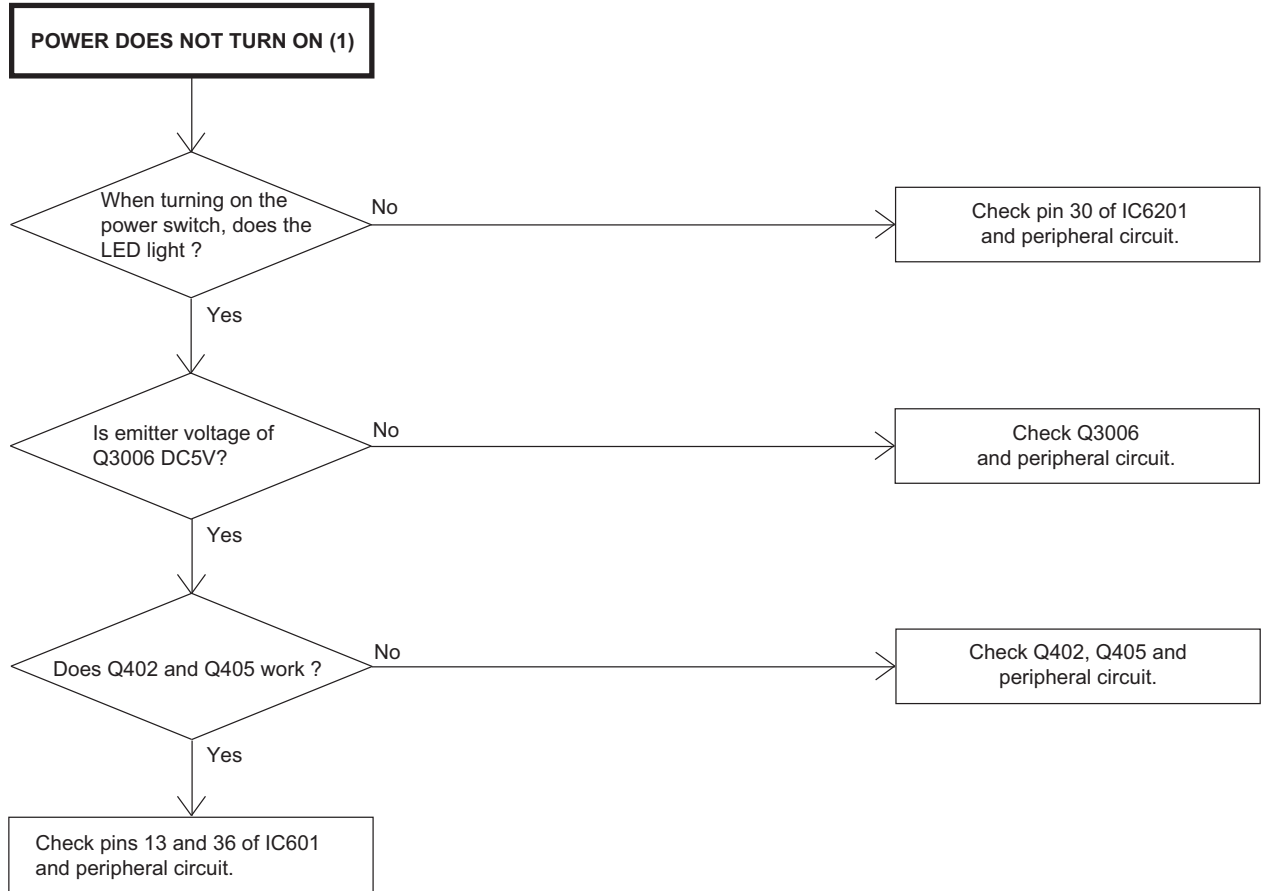 POWER DOES NOT TURN ON (1)
When turning on the
power switch, does the
LED light ?
No
Check pin 30 of IC6201
and peripheral circuit.
Yes
Is emitter voltage of
Q3006 DC5V?
No
Check Q3006
and peripheral circuit.
Yes
Does Q402 and Q405 work ?
No
Check Q402, Q405 and
peripheral circuit.
Yes
Check pins 13 and 36 of IC601
and peripheral circuit.